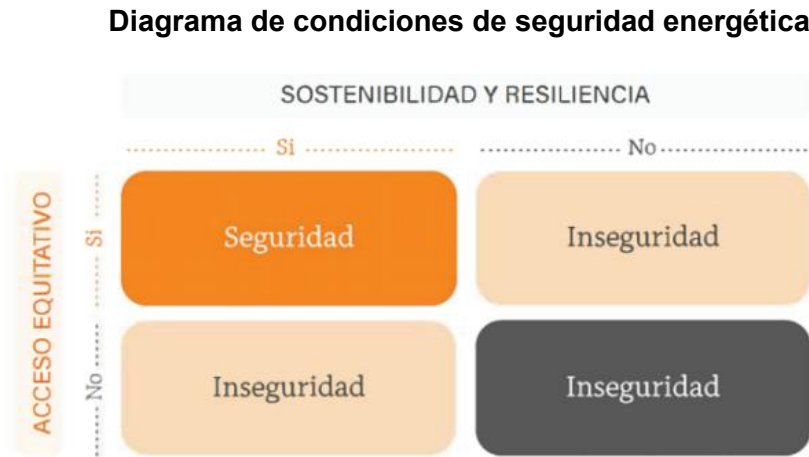 Diagrama de condiciones de seguridad energética
SOSTENIBILIDAD Y RESILIENCIA
Si
No
ACCESO EQUITATIVO
Si
Seguridad
Inseguridad
No
Inseguridad
Inseguridad